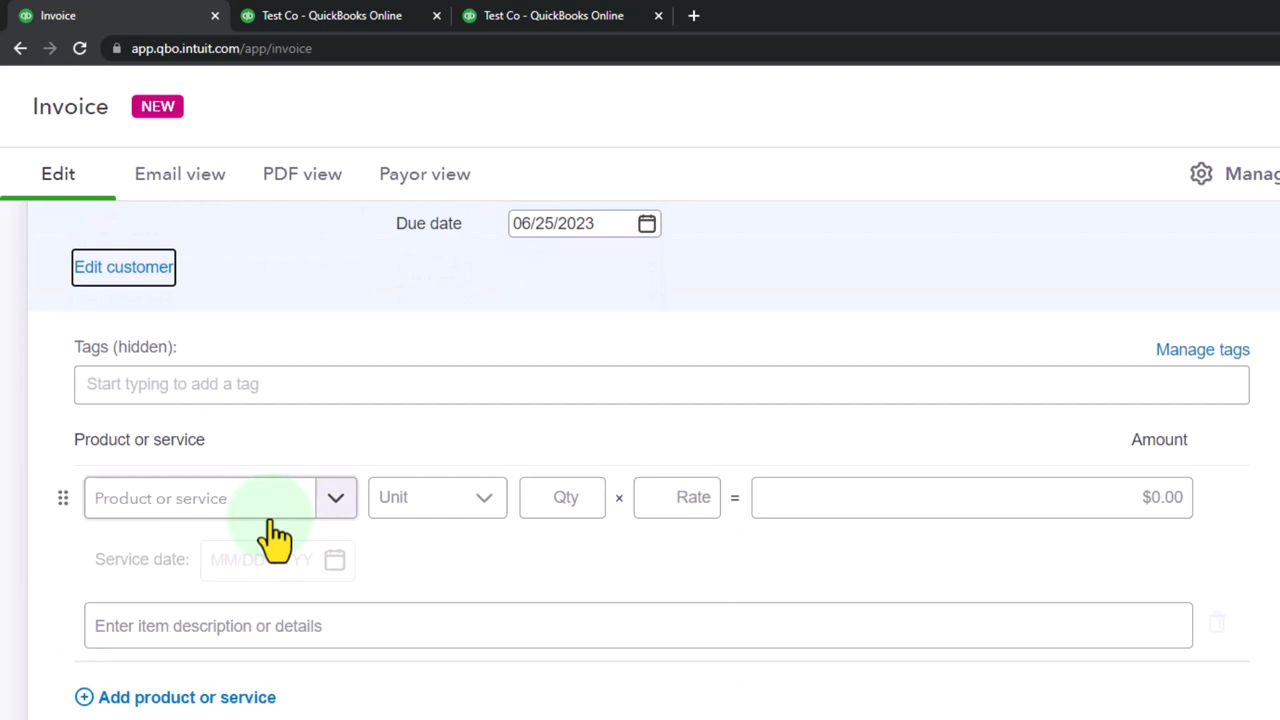 Invoice
Test Co - QuickBooks Online
Test Co - QuickBooks Online
app.qbo.intuit.com/app/invoice
Invoice NEW
Edit Email view PDF view Payor view Manag
Due date 06/25/2023
Edit customer
Tags (hidden): Manage tags
Start typing to add a tag
Product or service Amount
Product or service Unit Qty × Rate = $0.00
Service date: MM/DD YY
Enter item description or details
Add product or service